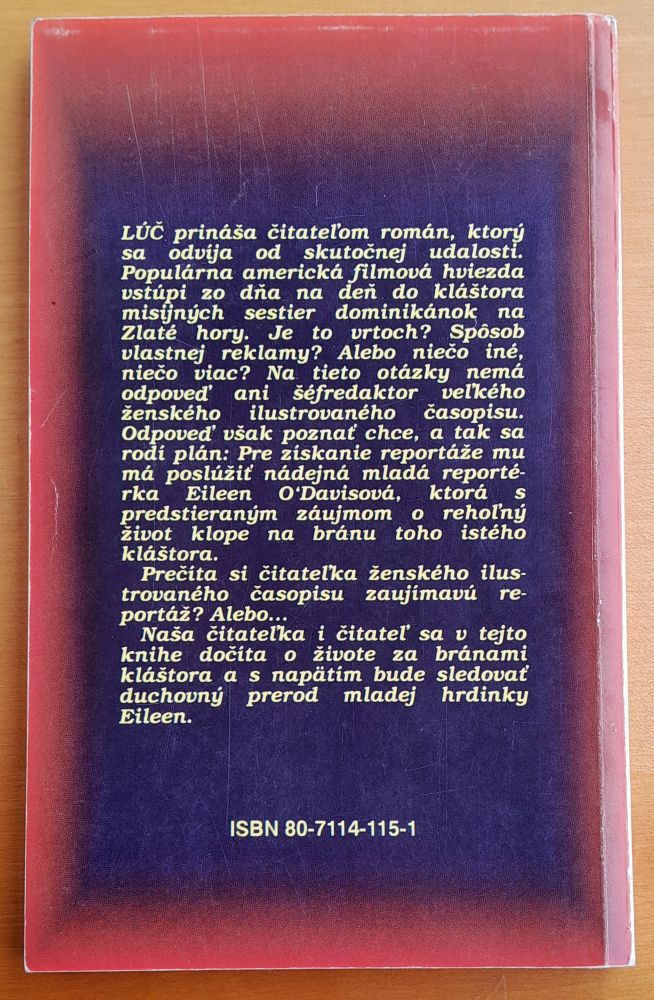 LÚČ prináša čitateľom román, ktorý
sa odvíja od skutočnej udalosti.
Populárna americká filmová hviezda
vstúpi zo dňa na deň do kláštora
misijných sestier dominikánok na
Zlaté hory. Je to vrtoch? Spôsob
vlastnej reklamy? Alebo niečo iné,
niečo viac? Na tieto otázky nemá
odpoveď ani šéfredaktor veľkého
ženského ilustrovaného časopisu.
Odpoveď však poznať chce, a tak sa
rodí plán: Pre získanie reportáže mu
má poslúžiť nádejná mladá reporté-
rka Eileen O'Davisová, ktorá s
predstieraným záujmom o rehoľný
život klope na bránu toho istého
kláštora.
Prečíta si čitateľka ženského ilus-
trovaného časopisu zaujímavú re-
portáž? Alebo...
Naša čitateľka i čitateľ sa v tejto
knihe dočíta o živote za bránami
kláštora a s napätím bude sledovať
duchovný prerod mladej hrdinky
Eileen.
ISBN 80-7114-115-1